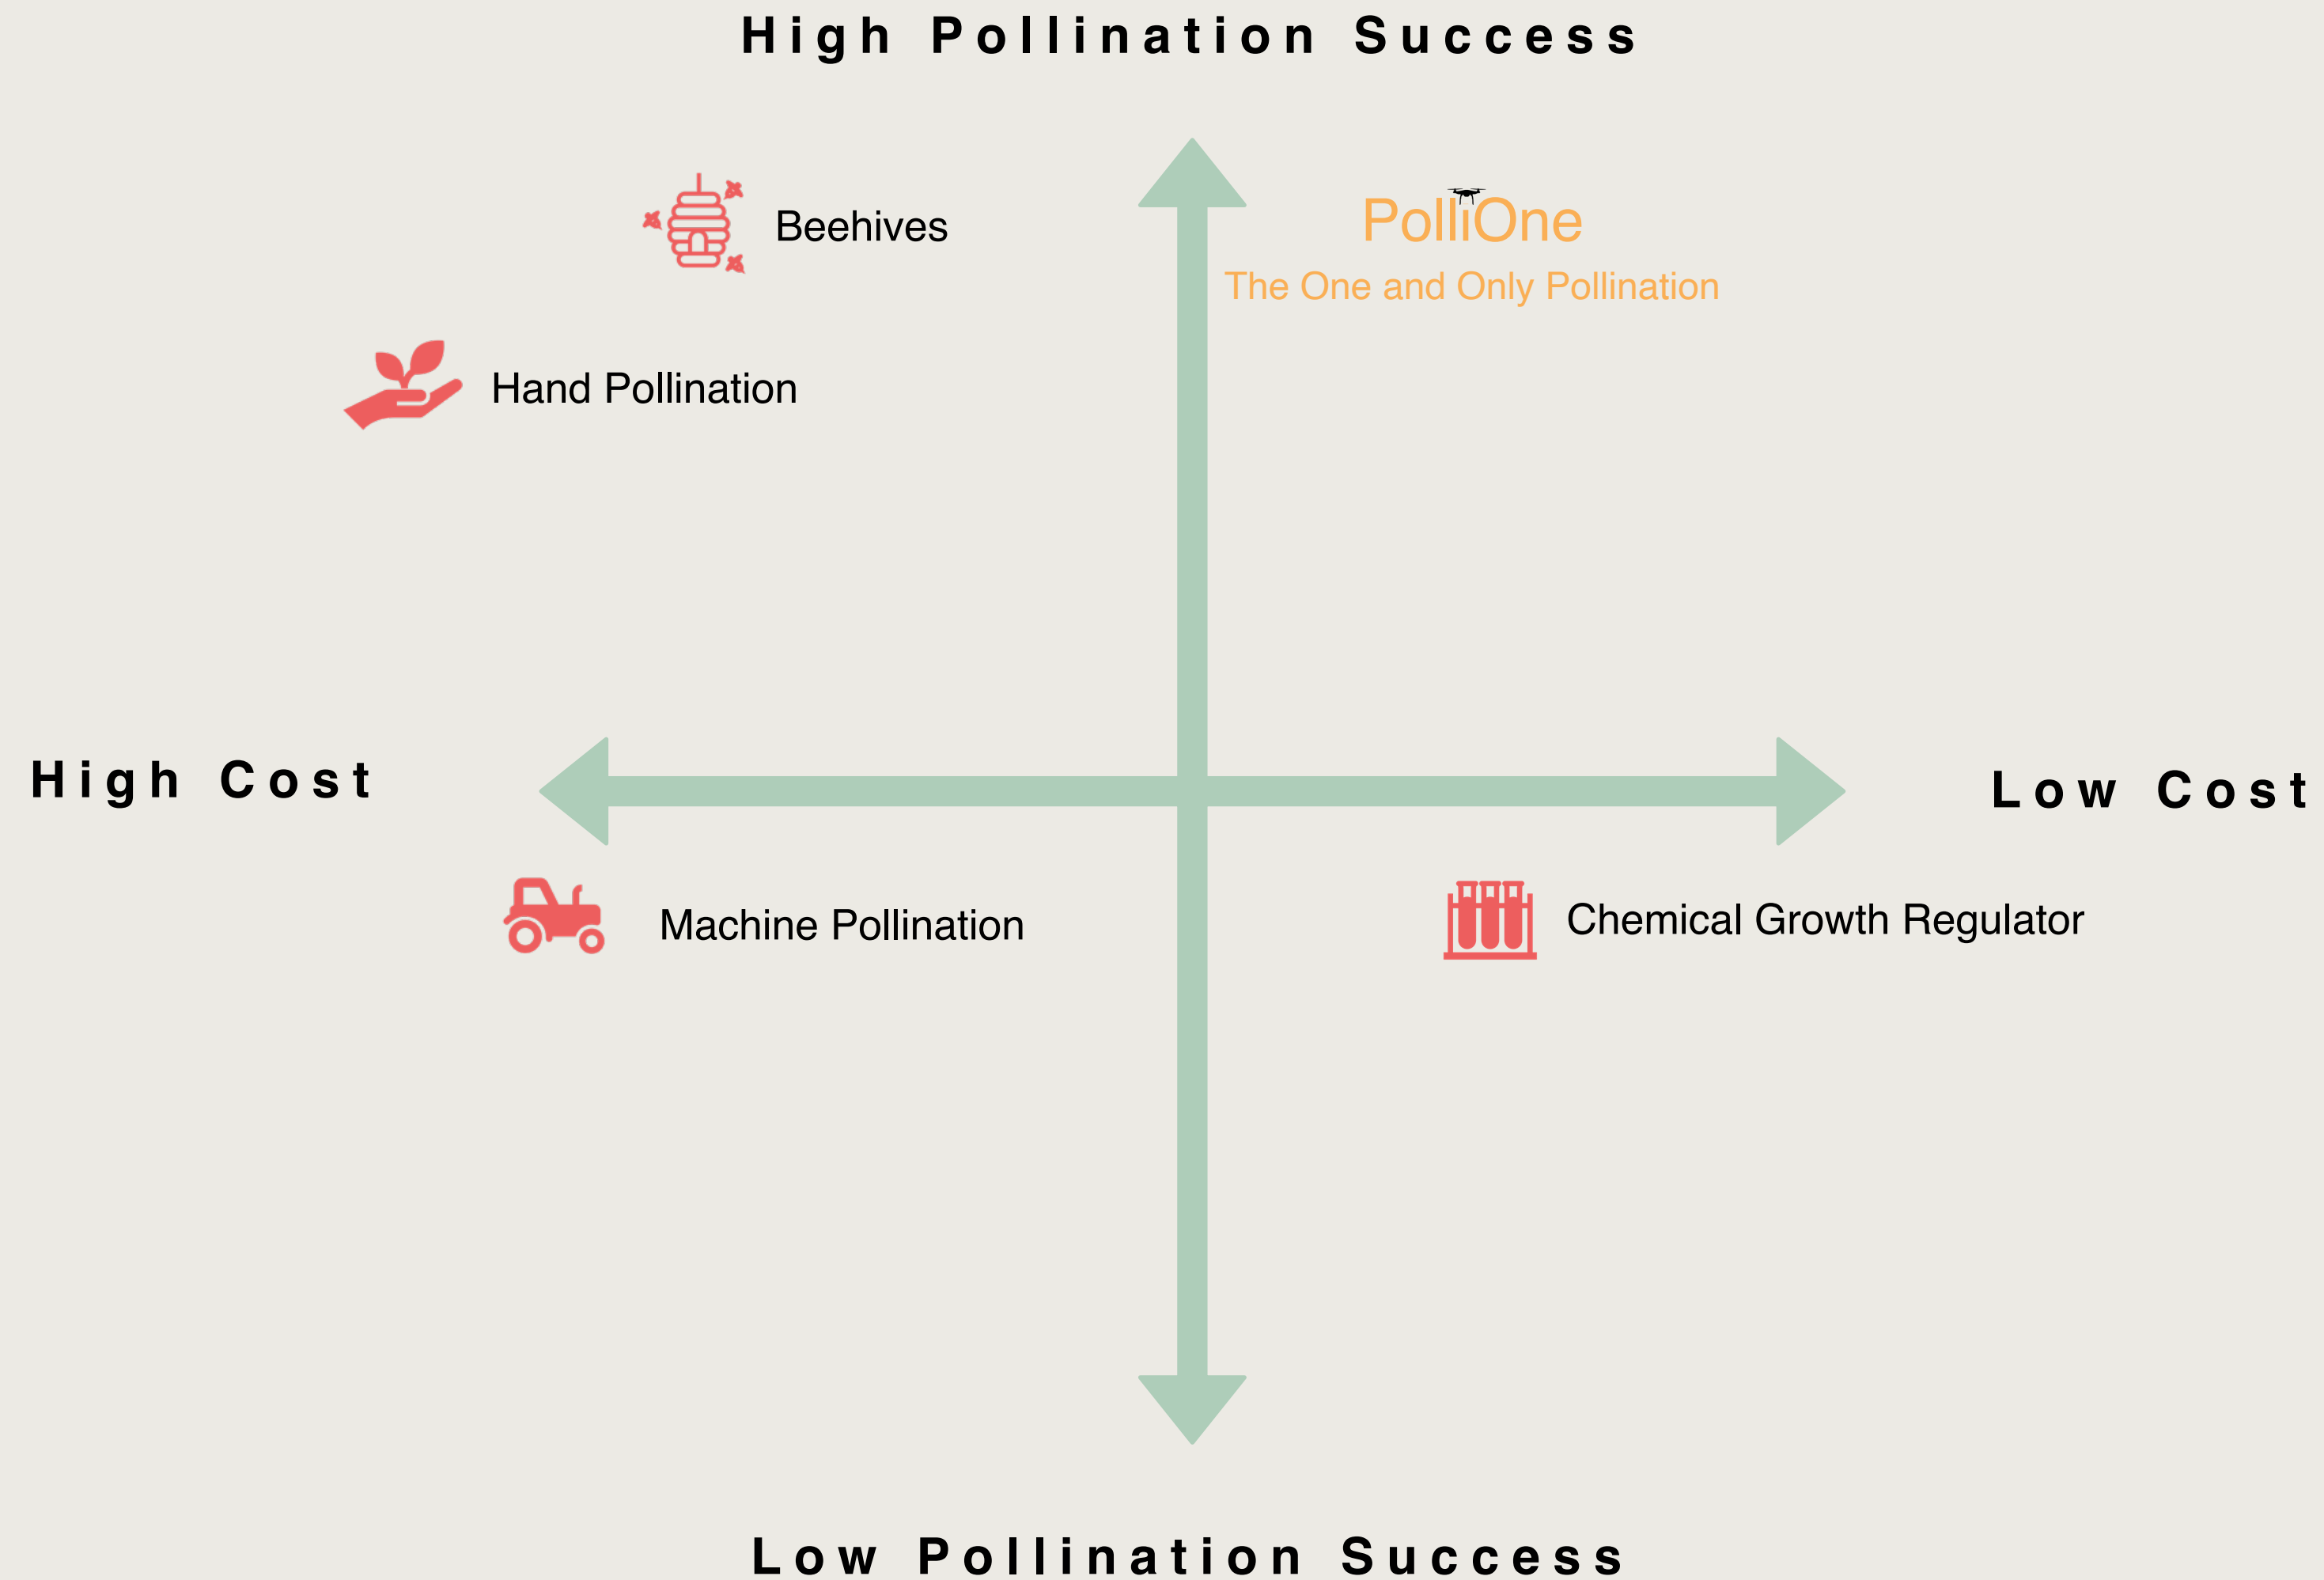 High Pollination Success
Beehives
PolliOne
The One and Only Pollination
Hand Pollination
High Cost
Low Cost
Machine Pollination
Chemical Growth Regulator
Low Pollination Success